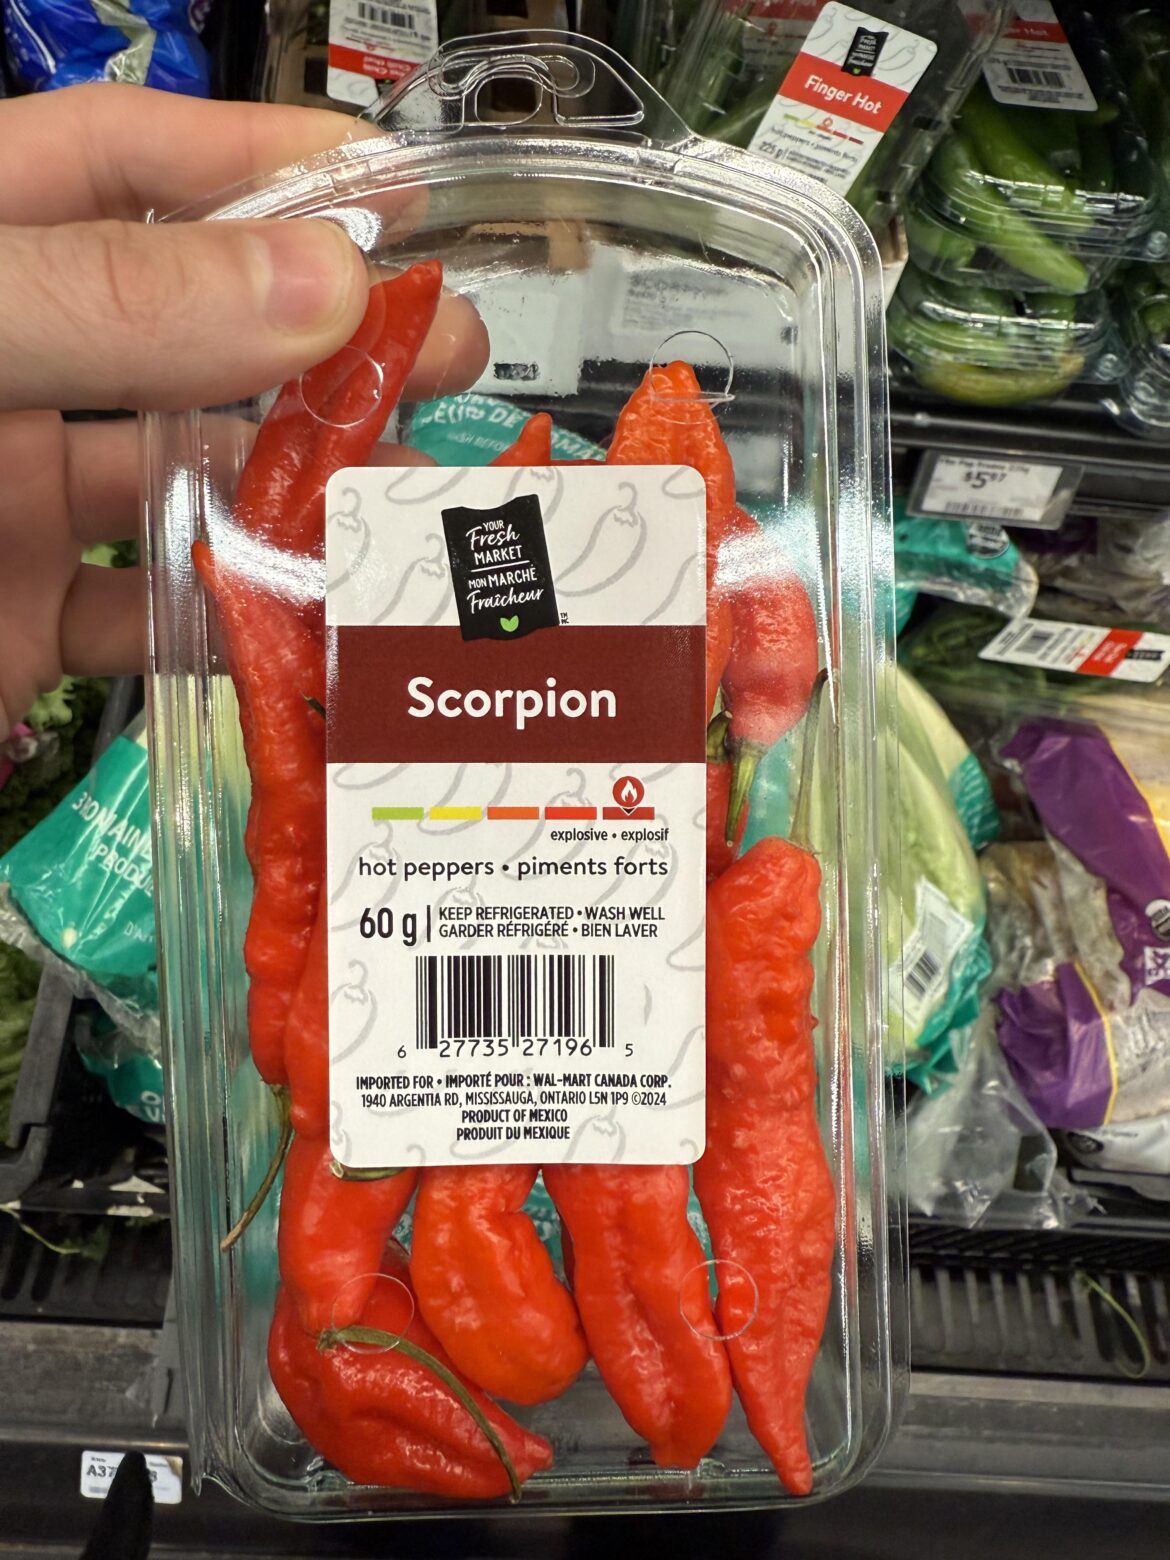 YOUR
Fresh
MARKET
MON MARCHÉ
Fraîcheur
Scorpion
explosive • explosif
hot peppers • piments forts
60 g
KEEP REFRIGERATED • WASH WELL
GARDER RÉFRIGÉRÉ • BIEN LAVER
6 27735 27196 5
IMPORTED FOR • IMPORTÉ POUR : WAL-MART CANADA CORP.
1940 ARGENTIA RD, MISSISSAUGA, ONTARIO L5N 1P9 ©2024
PRODUCT OF MEXICO
PRODUIT DU MEXIQUE
Finger Hot
225 g
$5.97